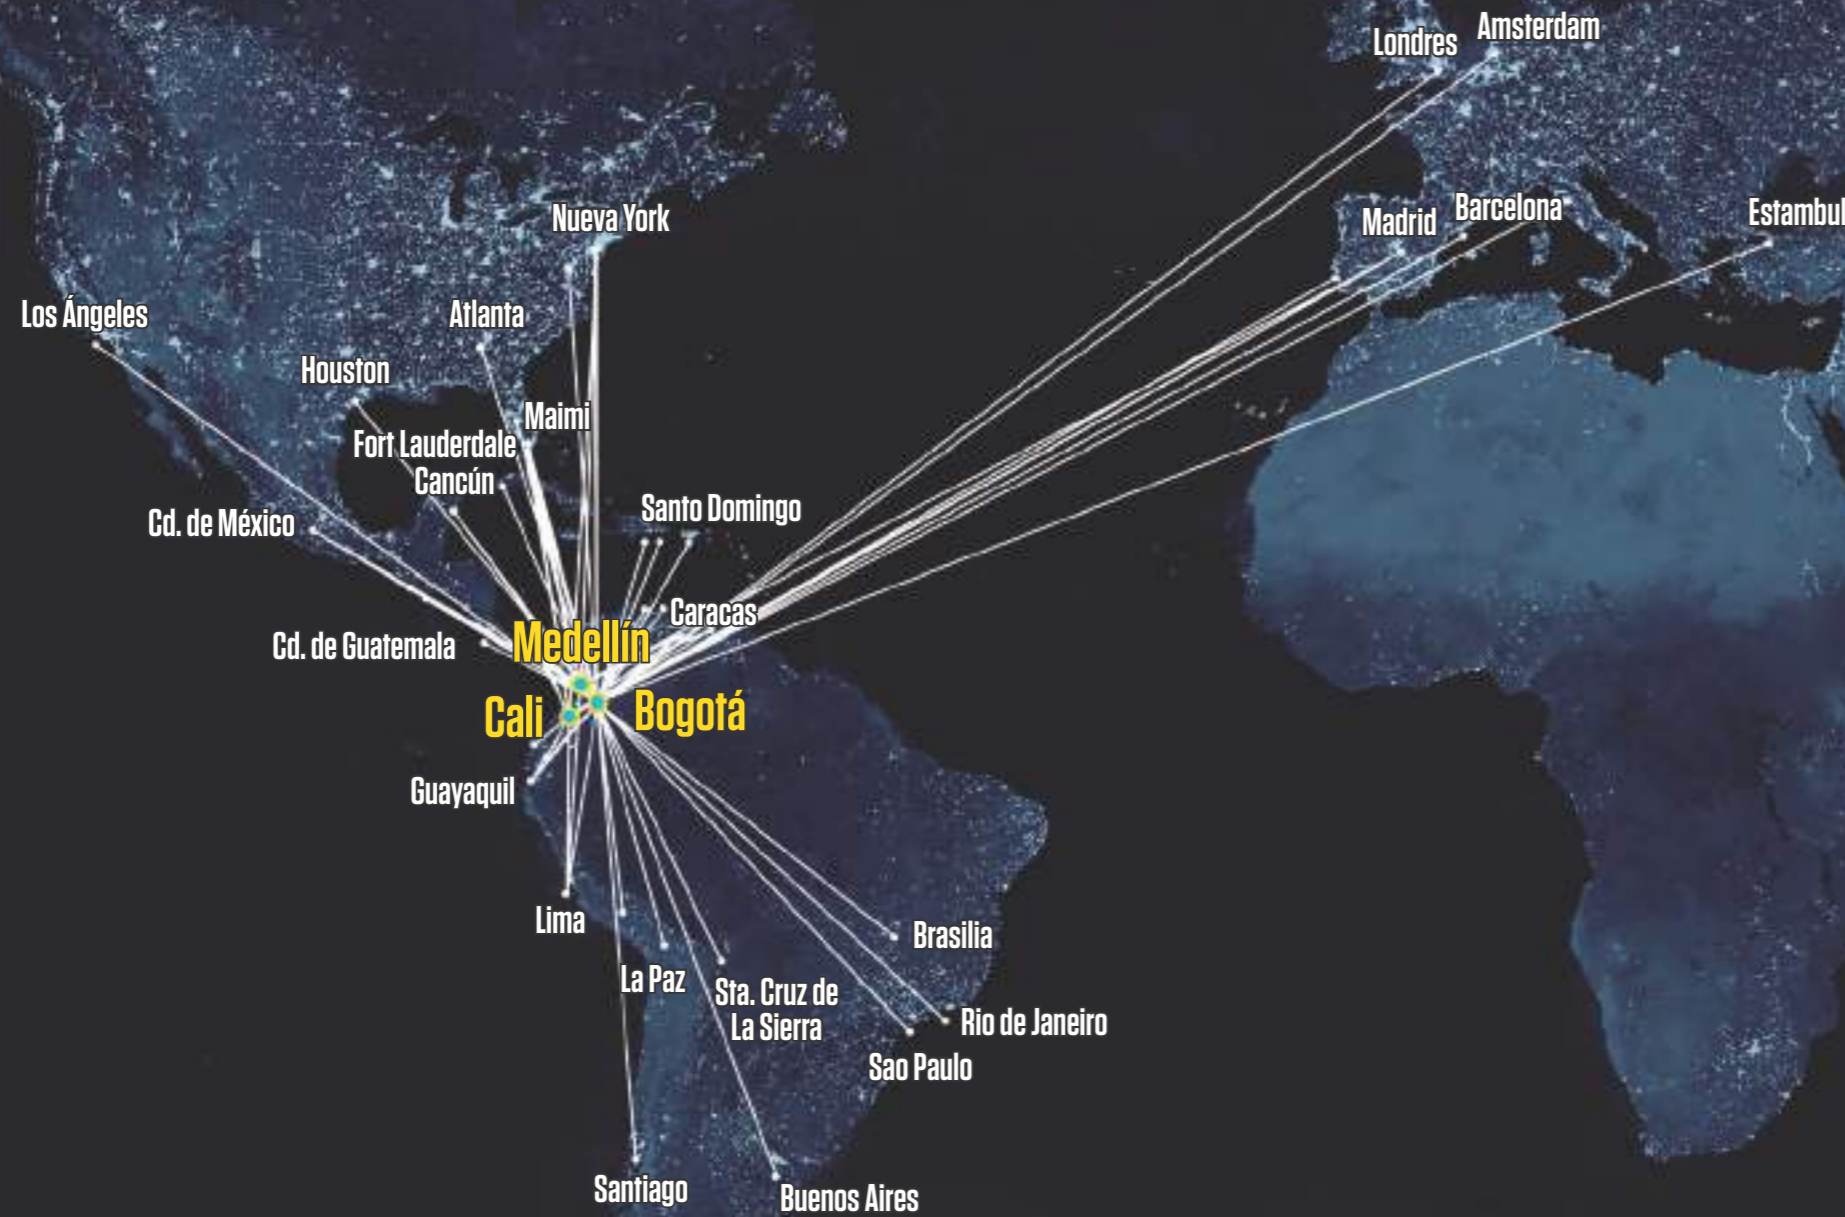 Londres
Amsterdam
Nueva York
Madrid
Barcelona
Estambul
Los Ángeles
Atlanta
Houston
Maimi
Fort Lauderdale
Cancún
Santo Domingo
Cd. de México
Caracas
Cd. de Guatemala
Medellín
Cali
Bogotá
Guayaquil
Lima
Brasilia
La Paz
Sta. Cruz de
La Sierra
Rio de Janeiro
Sao Paulo
Santiago
Buenos Aires